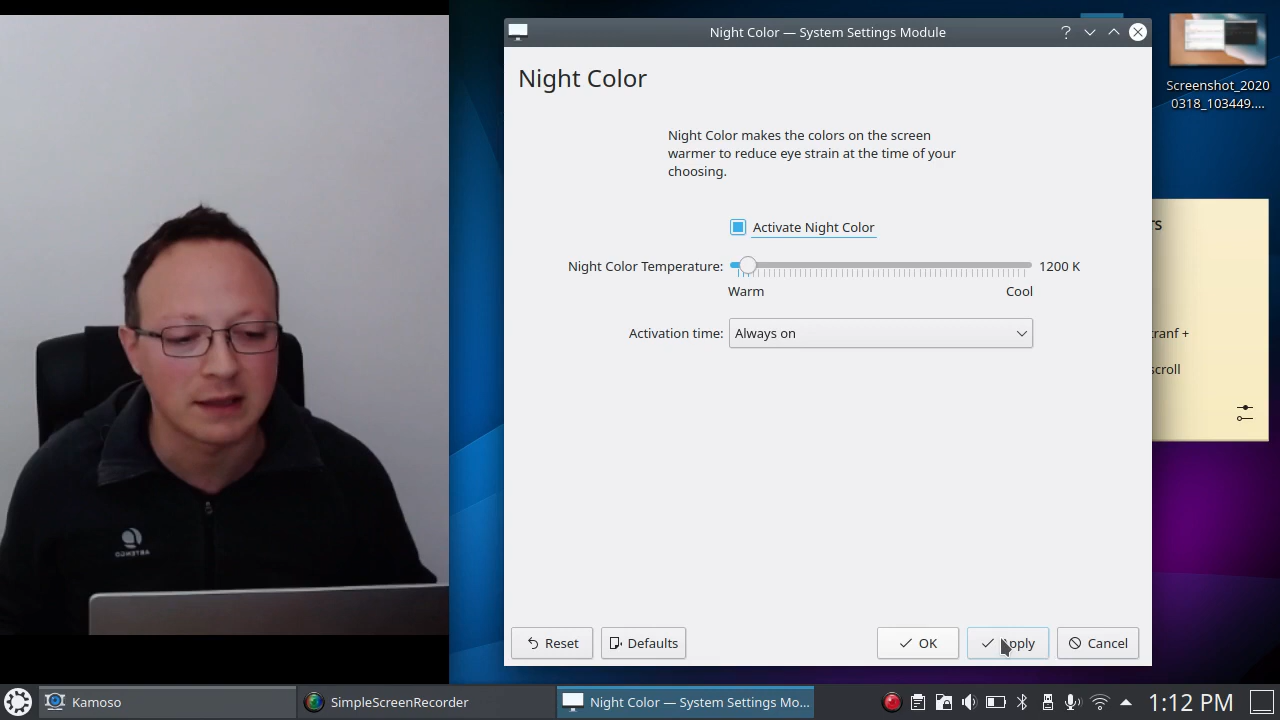 Night Color — System Settings Module
Night Color
Night Color makes the colors on the screen
warmer to reduce eye strain at the time of your
choosing.
Activate Night Color
Night Color Temperature:
1200 K
Warm
Cool
Activation time:
Always on
Reset
Defaults
OK
Apply
Cancel
Screenshot_2020
0318_103449....
rs
tranf +
scroll
ARTENGO
Kamoso
SimpleScreenRecorder
Night Color — System Settings Mo...
1:12 PM